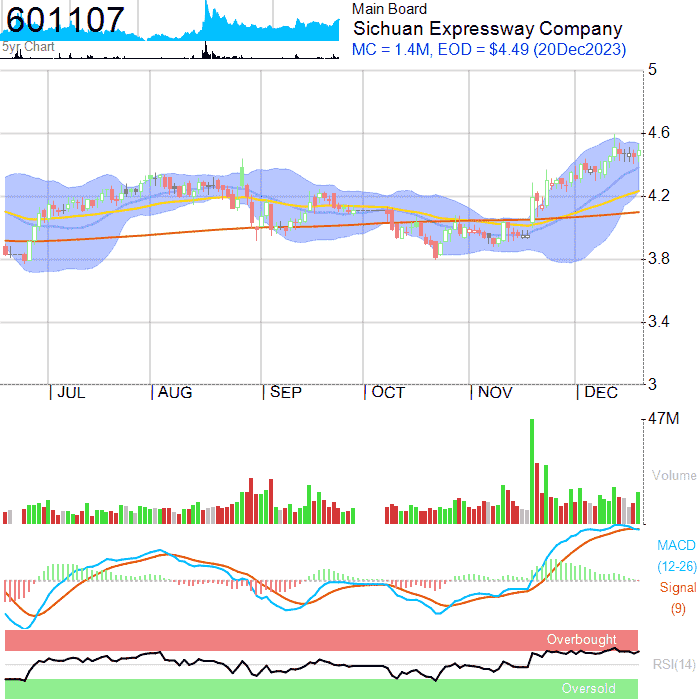 601107
5yr Chart
Main Board
Sichuan Expressway Company
MC = 1.4M, EOD = $4.49 (20Dec2023)
5
4.6
4.2
3.8
3.4
3
JUL AUG SEP OCT NOV DEC
47M
Volume
MACD
(12-26)
Signal
(9)
Overbought
RSI(14)
Oversold